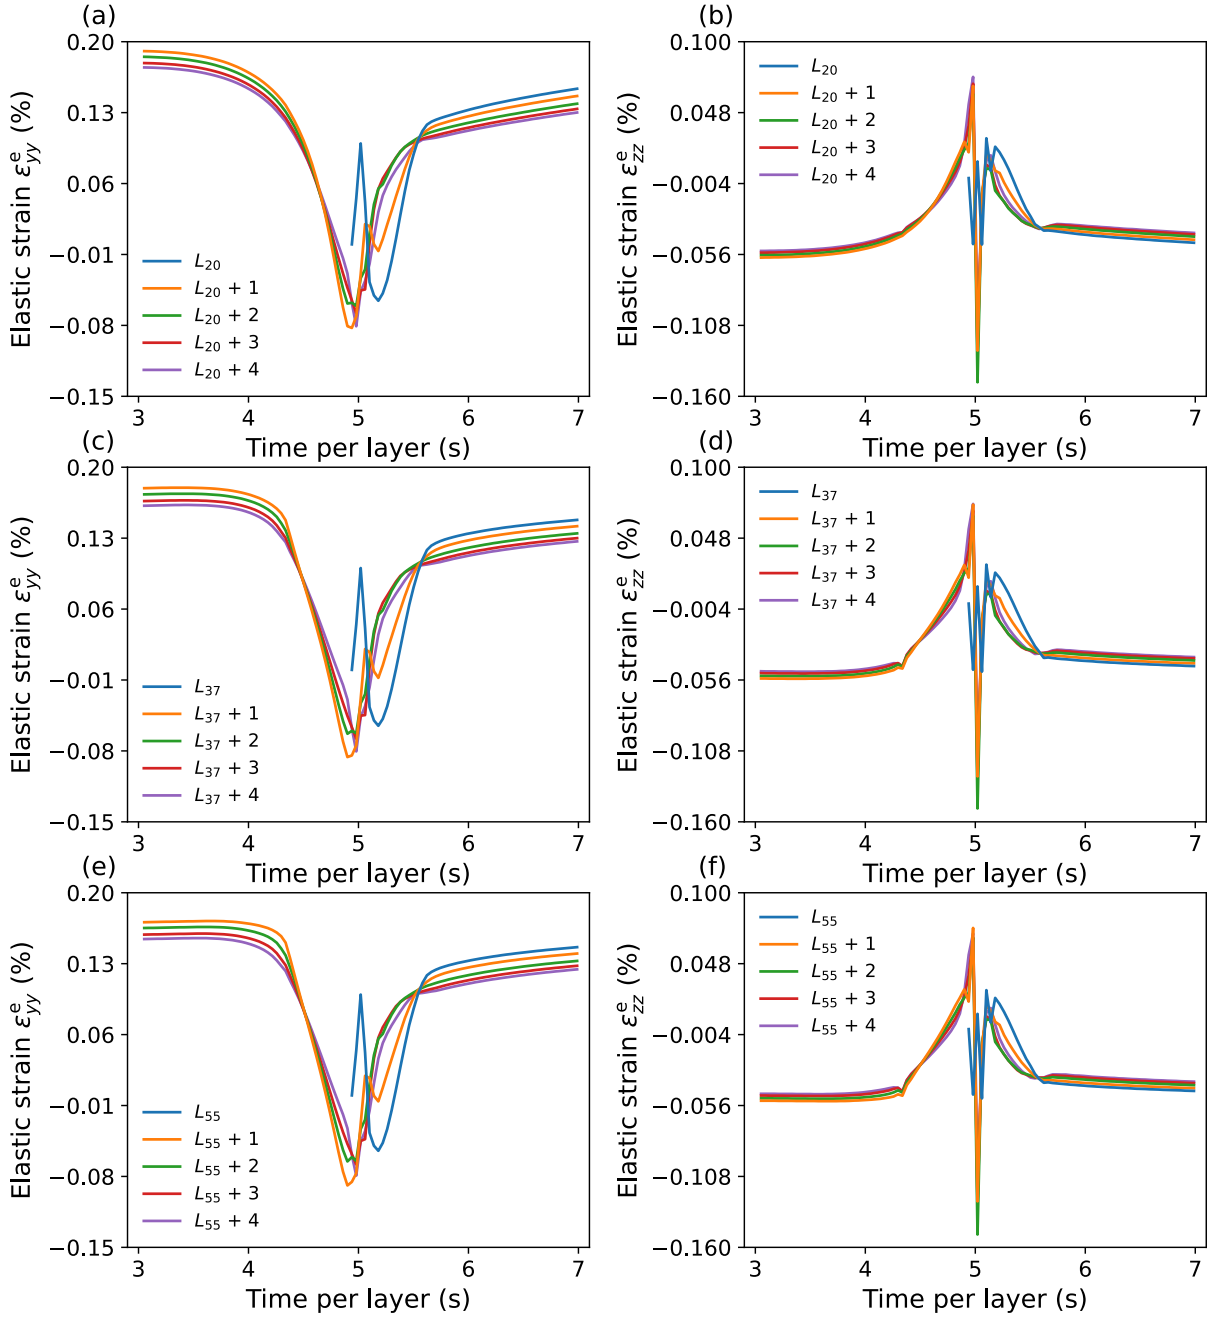 (a)
Elastic strain εᵉyy (%)
0.20
0.13
0.06
−0.01
−0.08
−0.15
L20
L20 + 1
L20 + 2
L20 + 3
L20 + 4
3 4 5 6 7
Time per layer (s)
(b)
Elastic strain εᵉzz (%)
0.100
0.048
−0.004
−0.056
−0.108
−0.160
L20
L20 + 1
L20 + 2
L20 + 3
L20 + 4
3 4 5 6 7
Time per layer (s)
(c)
Elastic strain εᵉyy (%)
0.20
0.13
0.06
−0.01
−0.08
−0.15
L37
L37 + 1
L37 + 2
L37 + 3
L37 + 4
3 4 5 6 7
Time per layer (s)
(d)
Elastic strain εᵉzz (%)
0.100
0.048
−0.004
−0.056
−0.108
−0.160
L37
L37 + 1
L37 + 2
L37 + 3
L37 + 4
3 4 5 6 7
Time per layer (s)
(e)
Elastic strain εᵉyy (%)
0.20
0.13
0.06
−0.01
−0.08
−0.15
L55
L55 + 1
L55 + 2
L55 + 3
L55 + 4
3 4 5 6 7
Time per layer (s)
(f)
Elastic strain εᵉzz (%)
0.100
0.048
−0.004
−0.056
−0.108
−0.160
L55
L55 + 1
L55 + 2
L55 + 3
L55 + 4
3 4 5 6 7
Time per layer (s)